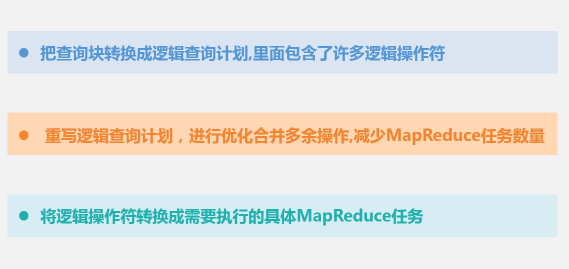 ● 把查询块转换成逻辑查询计划,里面包含了许多逻辑操作符
● 重写逻辑查询计划，进行优化合并多余操作,减少MapReduce任务数量
● 将逻辑操作符转换成需要执行的具体MapReduce任务